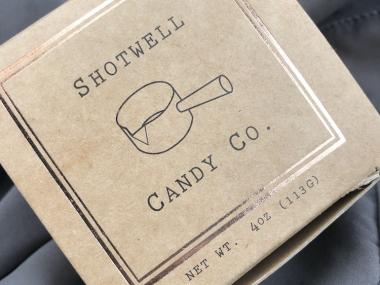 SHOTWELL
CANDY CO.
NET WT. 4OZ (113G)